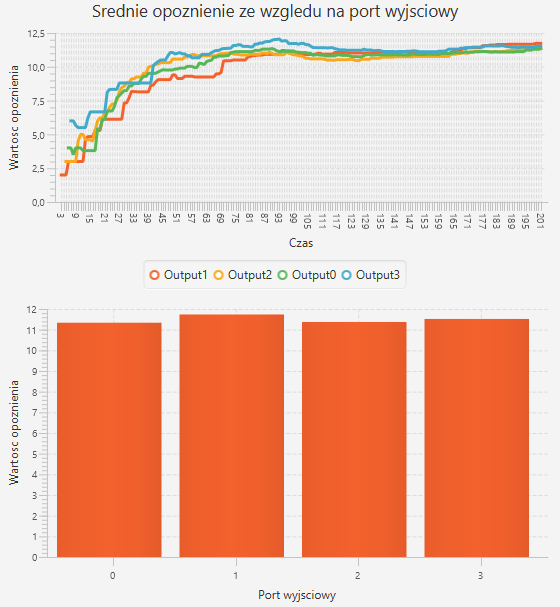 Srednie opoznienie ze wzgledu na port wyjsciowy
Wartosc opoznienia
12,5
10,0
7,5
5,0
2,5
0,0
3 9 15 21 27 33 39 45 51 57 63 69 75 81 87 93 99 105 111 117 123 129 135 141 147 153 159 165 171 177 183 189 195 201
Czas
Output1 Output2 Output0 Output3
Wartosc opoznienia
12
11
10
9
8
7
6
5
4
3
2
1
0
0 1 2 3
Port wyjsciowy